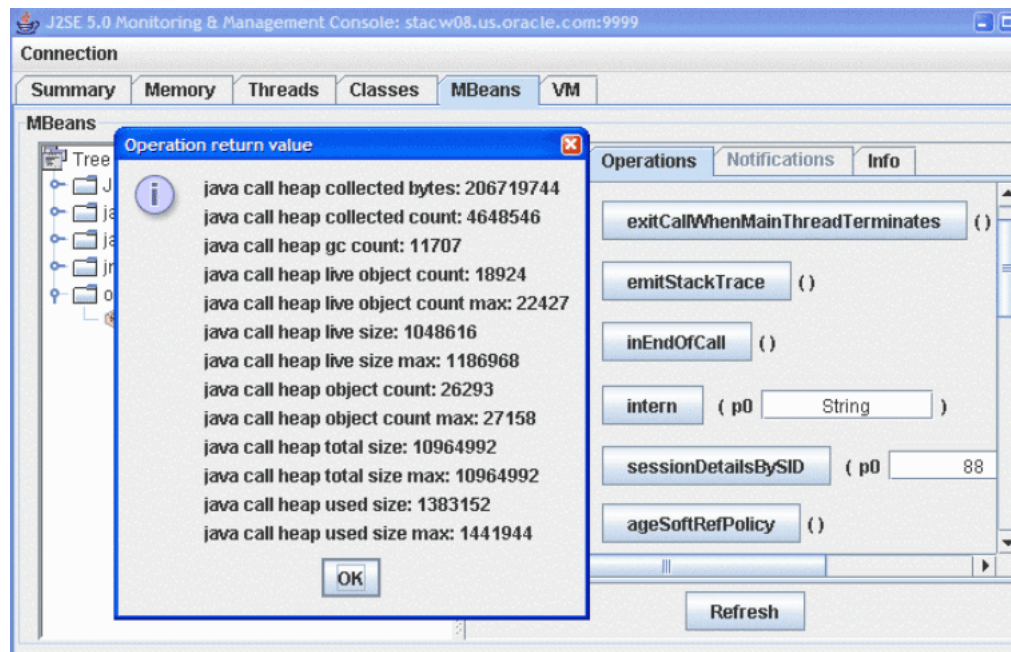 J2SE 5.0 Monitoring & Management Console: stacw08.us.oracle.com:9999
Connection
Summary Memory Threads Classes MBeans VM
MBeans
Tree
J
ja
ja
jr
o
Operation return value
java call heap collected bytes: 206719744
java call heap collected count: 4648546
java call heap gc count: 11707
java call heap live object count: 18924
java call heap live object count max: 22427
java call heap live size: 1048616
java call heap live size max: 1186968
java call heap object count: 26293
java call heap object count max: 27158
java call heap total size: 10964992
java call heap total size max: 10964992
java call heap used size: 1383152
java call heap used size max: 1441944
OK
Operations Notifications Info
exitCallWhenMainThreadTerminates ()
emitStackTrace ()
inEndOfCall ()
intern ( p0 String )
sessionDetailsBySID ( p0 88
ageSoftRefPolicy ()
Refresh